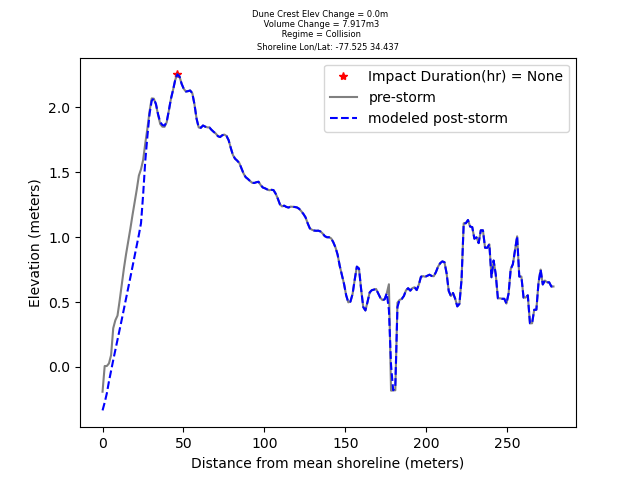 Dune Crest Elev Change = 0.0m
Volume Change = 7.917m3
Regime = Collision
Shoreline Lon/Lat: -77.525 34.437
Impact Duration(hr) = None
pre-storm
modeled post-storm
Elevation (meters)
2.0
1.5
1.0
0.5
0.0
0 50 100 150 200 250
Distance from mean shoreline (meters)